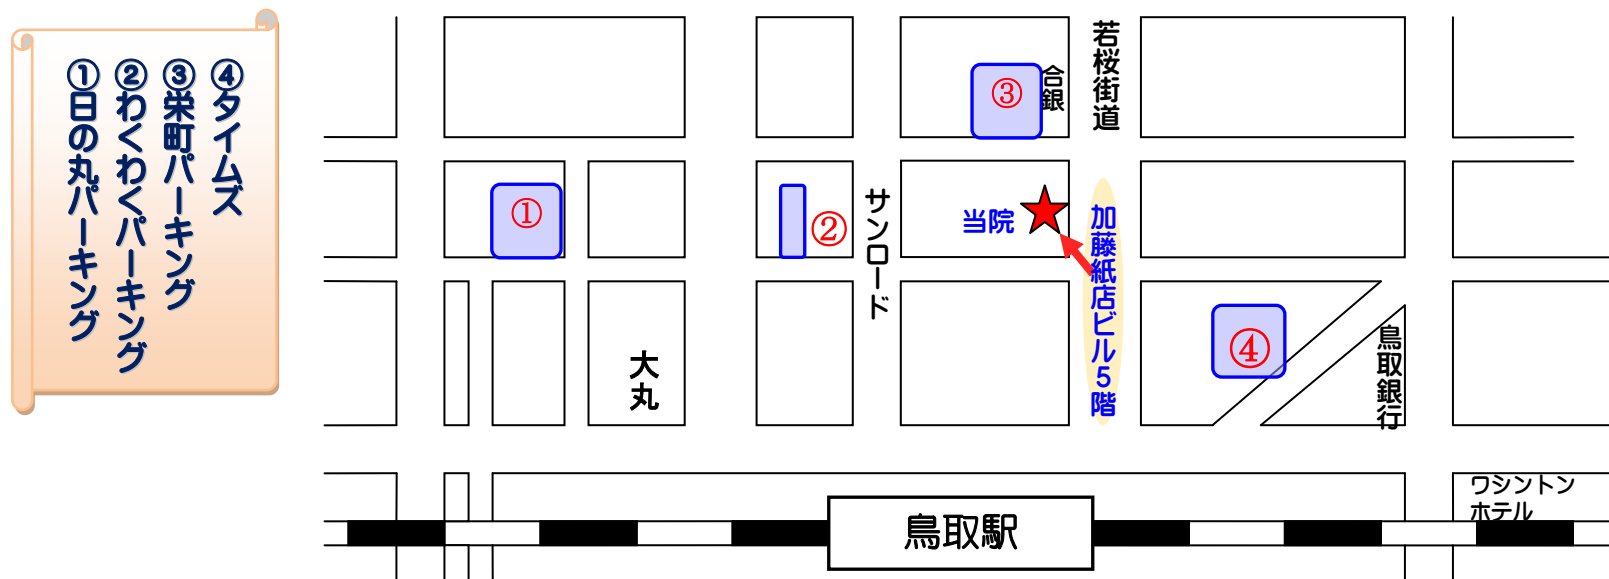 ④タイムズ
③栄町パーキング
②わくわくパーキング
①日の丸パーキング
若桜街道
合銀
③
①
②
サンロード
当院
加藤紙店ビル5階
④
大丸
鳥取銀行
ワシントン
ホテル
鳥取駅